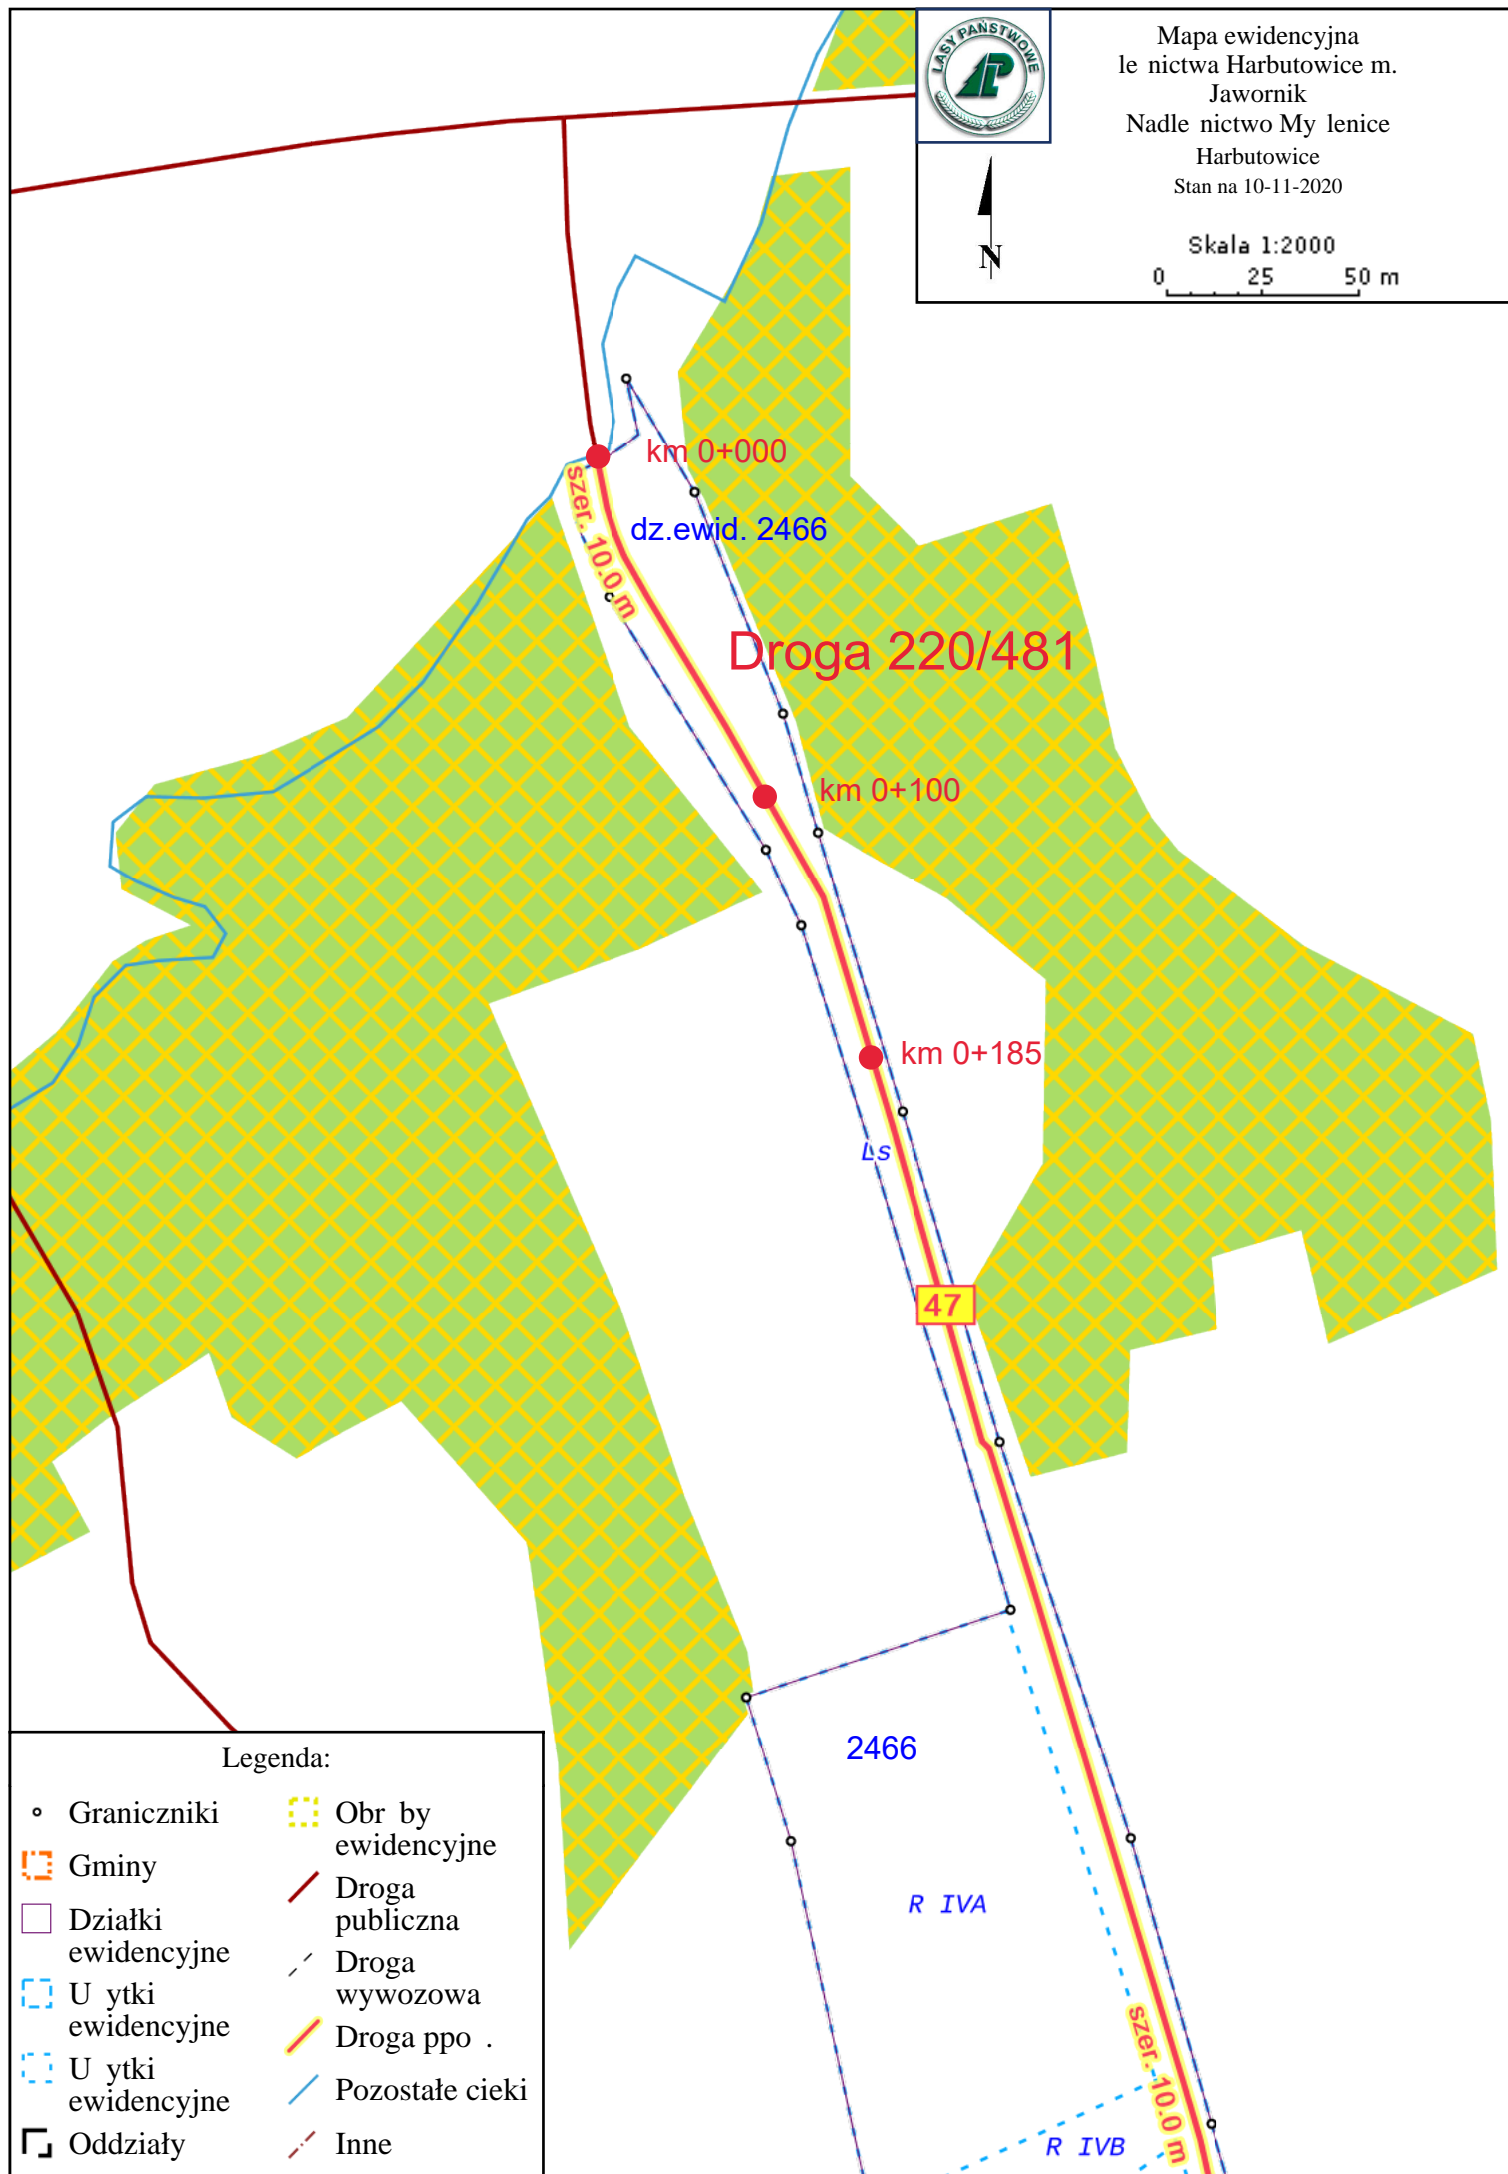 LASY PAŃSTWOWE
Mapa ewidencyjna
le nictwa Harbutowice m.
Jawornik
Nadle nictwo My lenice
Harbutowice
Stan na 10-11-2020
N
Skala 1:2000
0 25 50 m
km 0+000
szer. 10.0 m
dz.ewid. 2466
Droga 220/481
km 0+100
km 0+185
Ls
47
2466
R IVA
szer. 10.0 m
R IVB
Legenda:
Graniczniki
Gminy
Działki
ewidencyjne
U ytki
ewidencyjne
U ytki
ewidencyjne
Oddziały
Obr by
ewidencyjne
Droga
publiczna
Droga
wywozowa
Droga ppo .
Pozostałe cieki
Inne